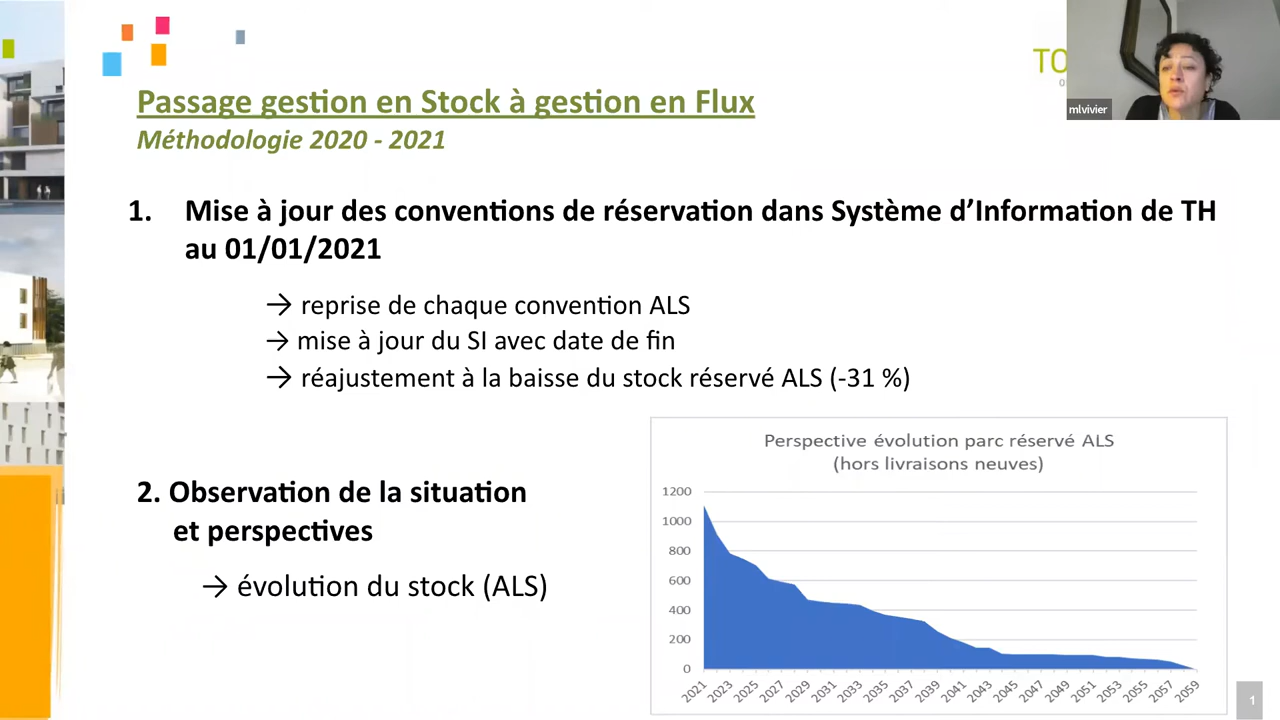 TO
mlvivier
Passage gestion en Stock à gestion en Flux
Méthodologie 2020 - 2021
1. Mise à jour des conventions de réservation dans Système d’Information de TH
au 01/01/2021
→ reprise de chaque convention ALS
→ mise à jour du SI avec date de fin
→ réajustement à la baisse du stock réservé ALS (-31 %)
2. Observation de la situation
et perspectives
→ évolution du stock (ALS)
Perspective évolution parc réservé ALS
(hors livraisons neuves)
1200
1000
800
600
400
200
0
2021 2023 2025 2027 2029 2031 2033 2035 2037 2039 2041 2043 2045 2047 2049 2051 2053 2055 2057 2059
1